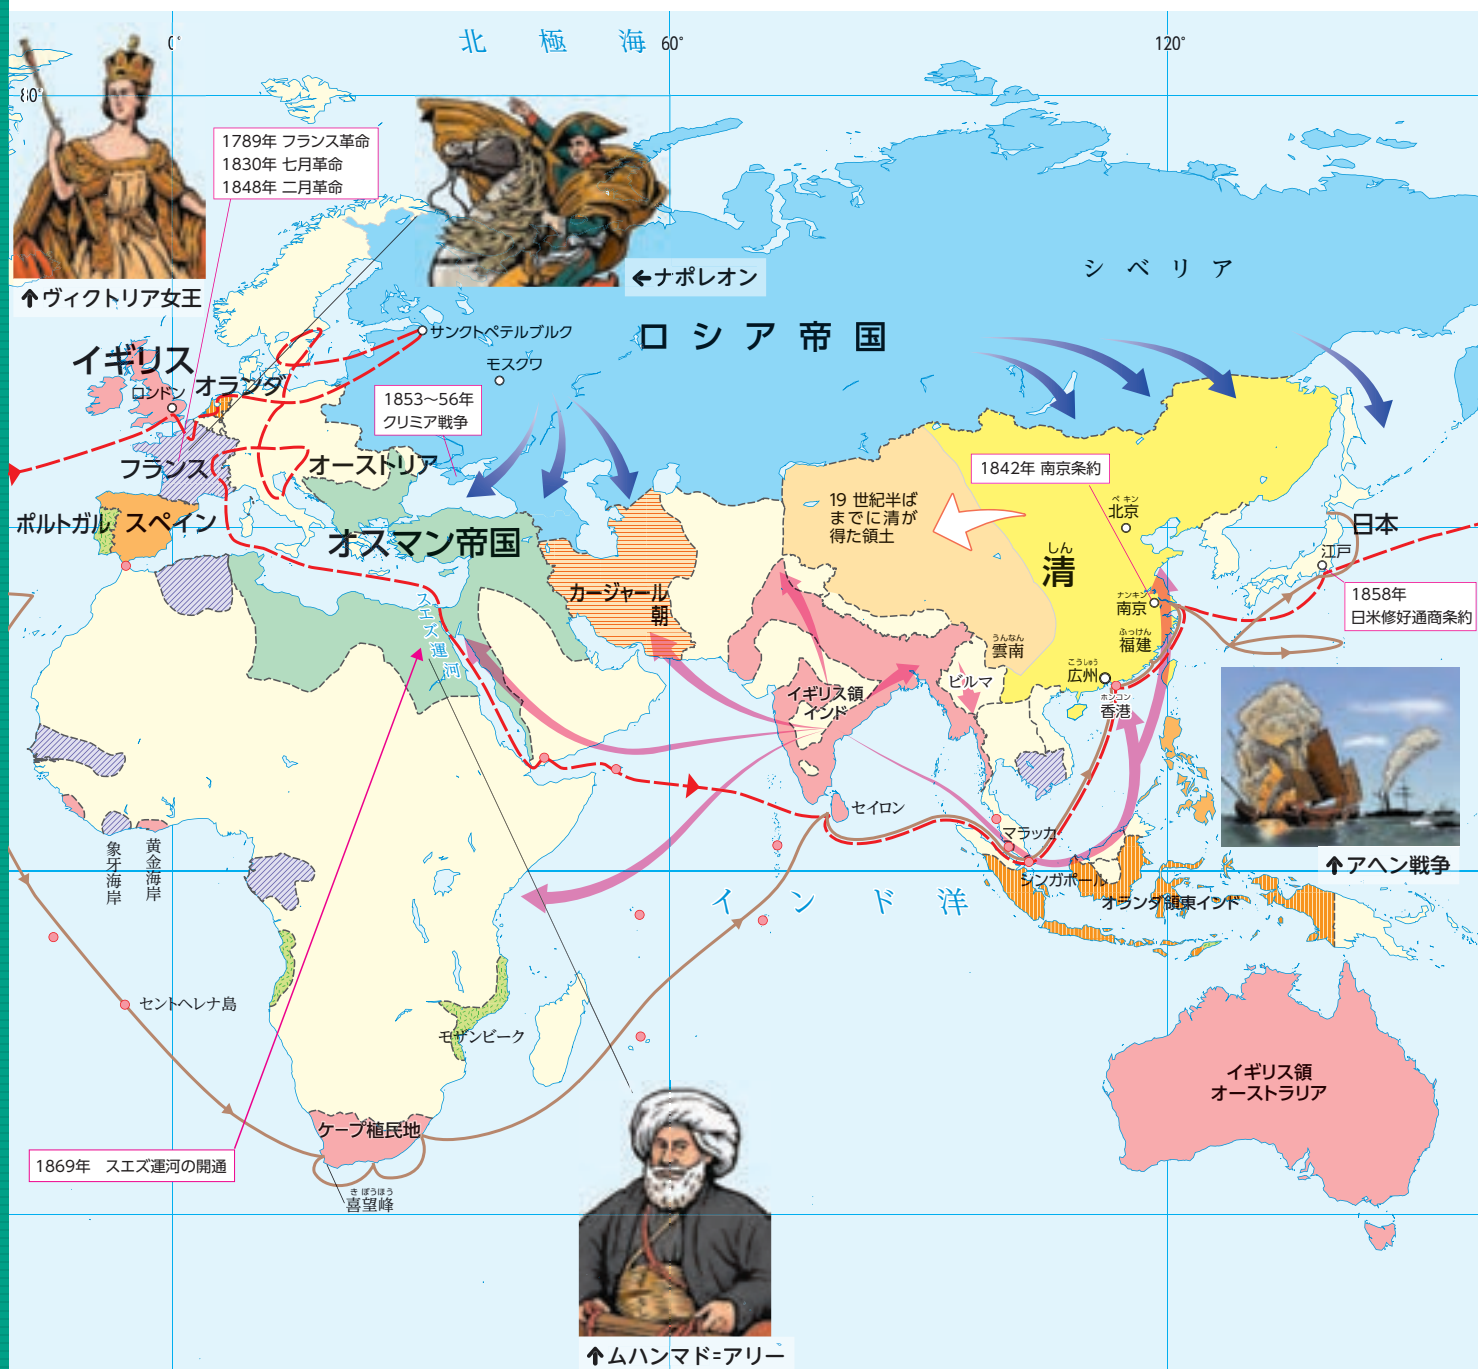 北極海
0°
60°
120°
80°
1789年 フランス革命
1830年 七月革命
1848年 二月革命
↑ヴィクトリア女王
←ナポレオン
シベリア
ロシア帝国
サンクトペテルブルク
モスクワ
イギリス
ロンドン
オランダ
1853〜56年
クリミア戦争
フランス
オーストリア
ポルトガル
スペイン
オスマン帝国
カージャール
朝
スエズ運河
19世紀半ば
までに清が
得た領土
1842年 南京条約
ペキン
北京
しん
清
ナンキン
南京
ふっけん
福建
うんなん
雲南
こうしゅう
広州
ホンコン
香港
日本
江戸
1858年
日米修好通商条約
イギリス領
インド
ビルマ
セイロン
マラッカ
シンガポール
オランダ領東インド
↑アヘン戦争
象牙海岸
黄金海岸
インド洋
セントヘレナ島
モザンビーク
イギリス領
オーストラリア
ケープ植民地
1869年 スエズ運河の開通
きぼうほう
喜望峰
↑ムハンマド=アリー